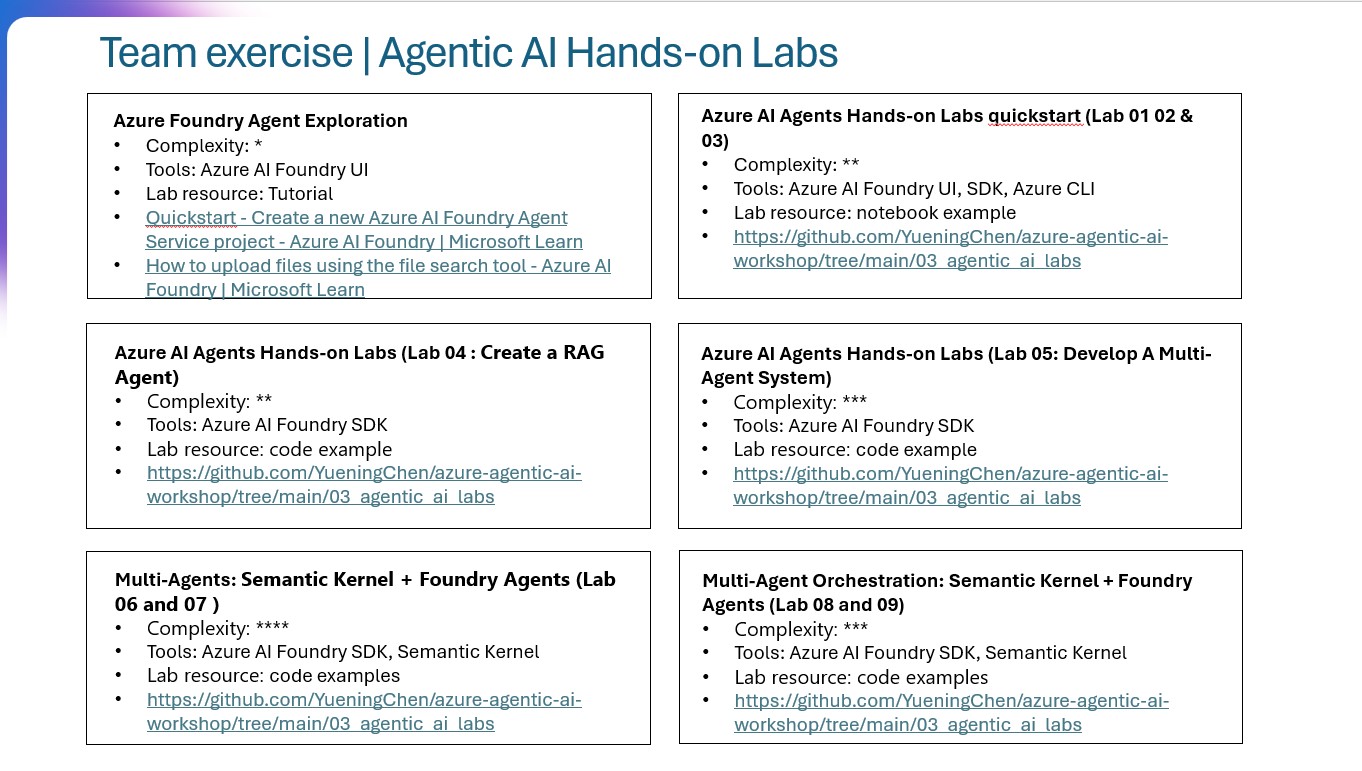 Team exercise | Agentic AI Hands-on Labs
Azure Foundry Agent Exploration
• Complexity: *
• Tools: Azure AI Foundry UI
• Lab resource: Tutorial
• Quickstart - Create a new Azure AI Foundry Agent
Service project - Azure AI Foundry | Microsoft Learn
• How to upload files using the file search tool - Azure AI
Foundry | Microsoft Learn
Azure AI Agents Hands-on Labs quickstart (Lab 01 02 &
03)
• Complexity: **
• Tools: Azure AI Foundry UI, SDK, Azure CLI
• Lab resource: notebook example
• https://github.com/YueningChen/azure-agentic-ai-
workshop/tree/main/03_agentic_ai_labs
Azure AI Agents Hands-on Labs (Lab 04 : Create a RAG
Agent)
• Complexity: **
• Tools: Azure AI Foundry SDK
• Lab resource: code example
• https://github.com/YueningChen/azure-agentic-ai-
workshop/tree/main/03_agentic_ai_labs
Azure AI Agents Hands-on Labs (Lab 05: Develop A Multi-
Agent System)
• Complexity: ***
• Tools: Azure AI Foundry SDK
• Lab resource: code example
• https://github.com/YueningChen/azure-agentic-ai-
workshop/tree/main/03_agentic_ai_labs
Multi-Agents: Semantic Kernel + Foundry Agents (Lab
06 and 07 )
• Complexity: ****
• Tools: Azure AI Foundry SDK, Semantic Kernel
• Lab resource: code examples
• https://github.com/YueningChen/azure-agentic-ai-
workshop/tree/main/03_agentic_ai_labs
Multi-Agent Orchestration: Semantic Kernel + Foundry
Agents (Lab 08 and 09)
• Complexity: ***
• Tools: Azure AI Foundry SDK, Semantic Kernel
• Lab resource: code examples
• https://github.com/YueningChen/azure-agentic-ai-
workshop/tree/main/03_agentic_ai_labs